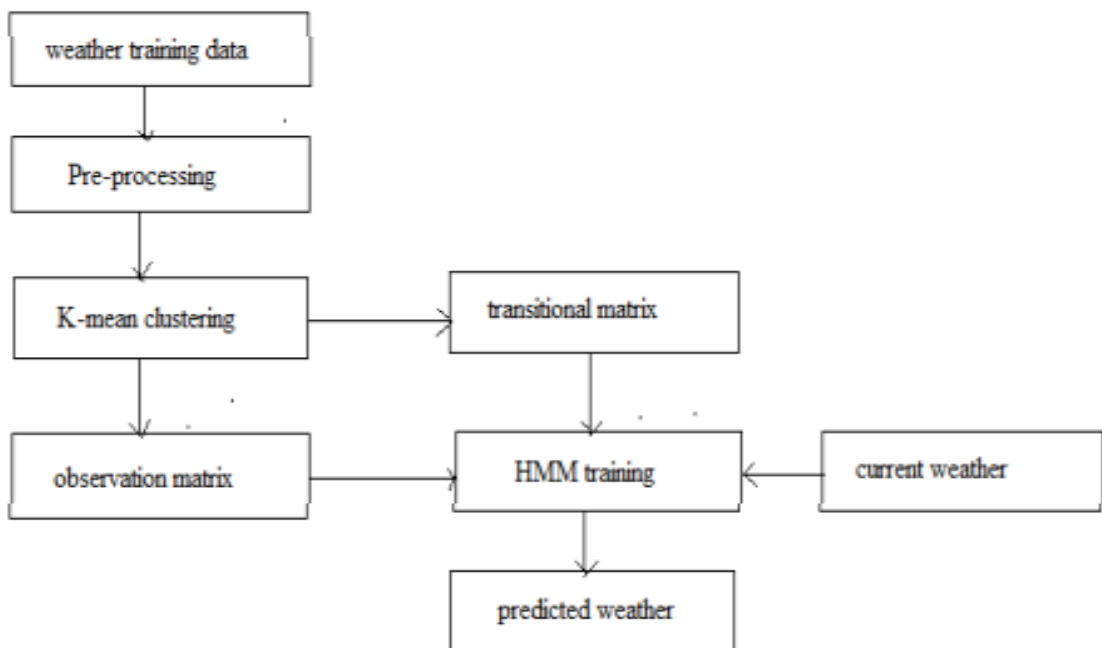 weather training data
Pre-processing
K-mean clustering
transitional matrix
observation matrix
HMM training
current weather
predicted weather